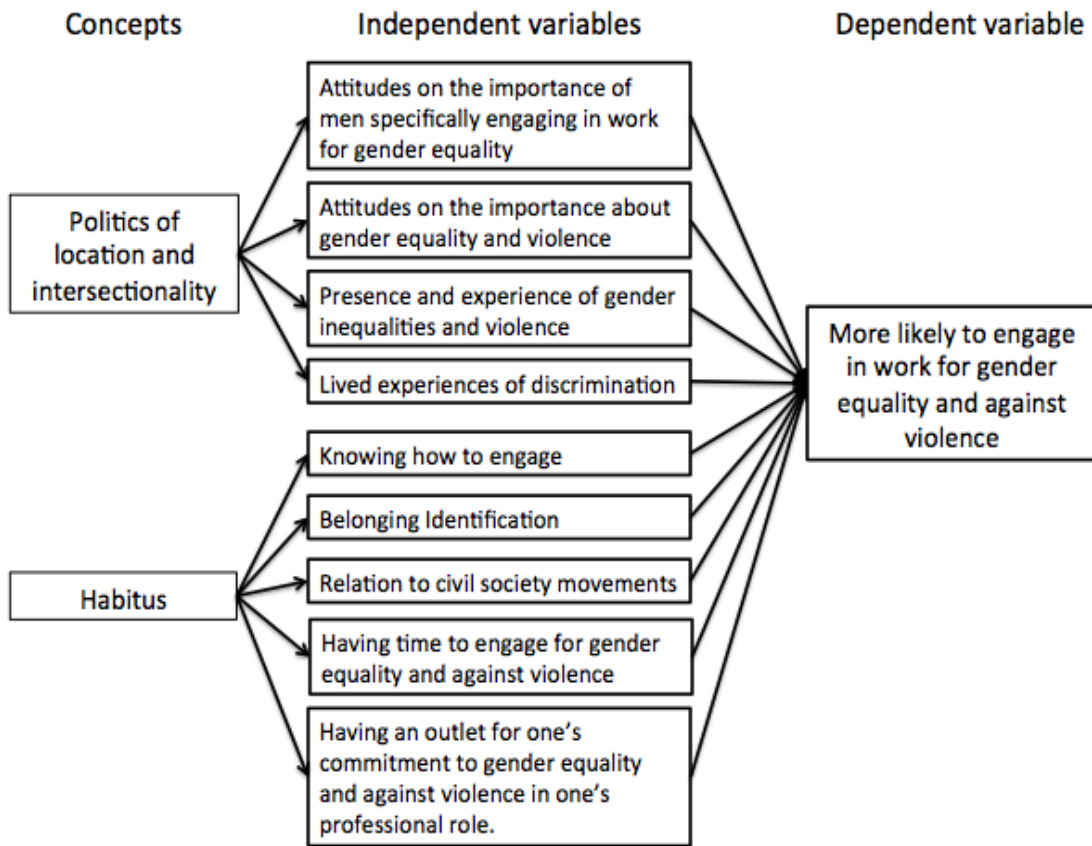 Concepts
Independent variables
Dependent variable
Attitudes on the importance of
men specifically engaging in work
for gender equality
Politics of
location and
intersectionality
Attitudes on the importance about
gender equality and violence
Presence and experience of gender
inequalities and violence
Lived experiences of discrimination
More likely to engage
in work for gender
equality and against
violence
Knowing how to engage
Belonging Identification
Habitus
Relation to civil society movements
Having time to engage for gender
equality and against violence
Having an outlet for one's
commitment to gender equality
and against violence in one's
professional role.